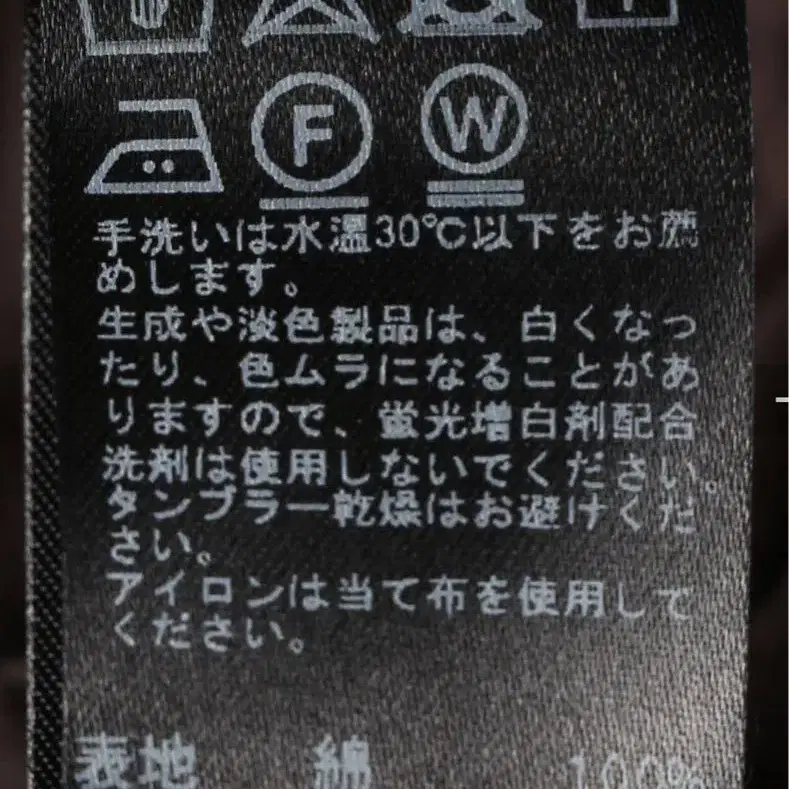 F W
手洗いは水温30℃以下をお薦
めします。
生成や淡色製品は、白くなっ
たり、色ムラになることがあ
りますので、蛍光増白剤配合
洗剤は使用しないでください。
タンブラー乾燥はお避けくだ
さい。
アイロンは当て布を使用して
ください。
表地 綿 100%